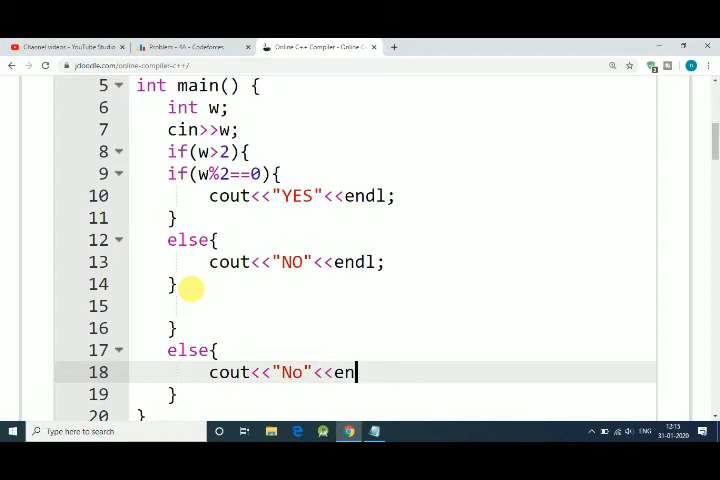 Channel videos - YouTube Studio
Problem - 4A - Codeforces
Online C++ Compiler - Online C
jdoodle.com/online-compiler-c++/
5 int main() {
6 int w;
7 cin>>w;
8 if(w>2){
9 if(w%2==0){
10 cout<<"YES"<<endl;
11 }
12 else{
13 cout<<"NO"<<endl;
14 }
15
16 }
17 else{
18 cout<<"No"<<en
19 }
20 }
Type here to search
ENG
12:15
31-01-2020